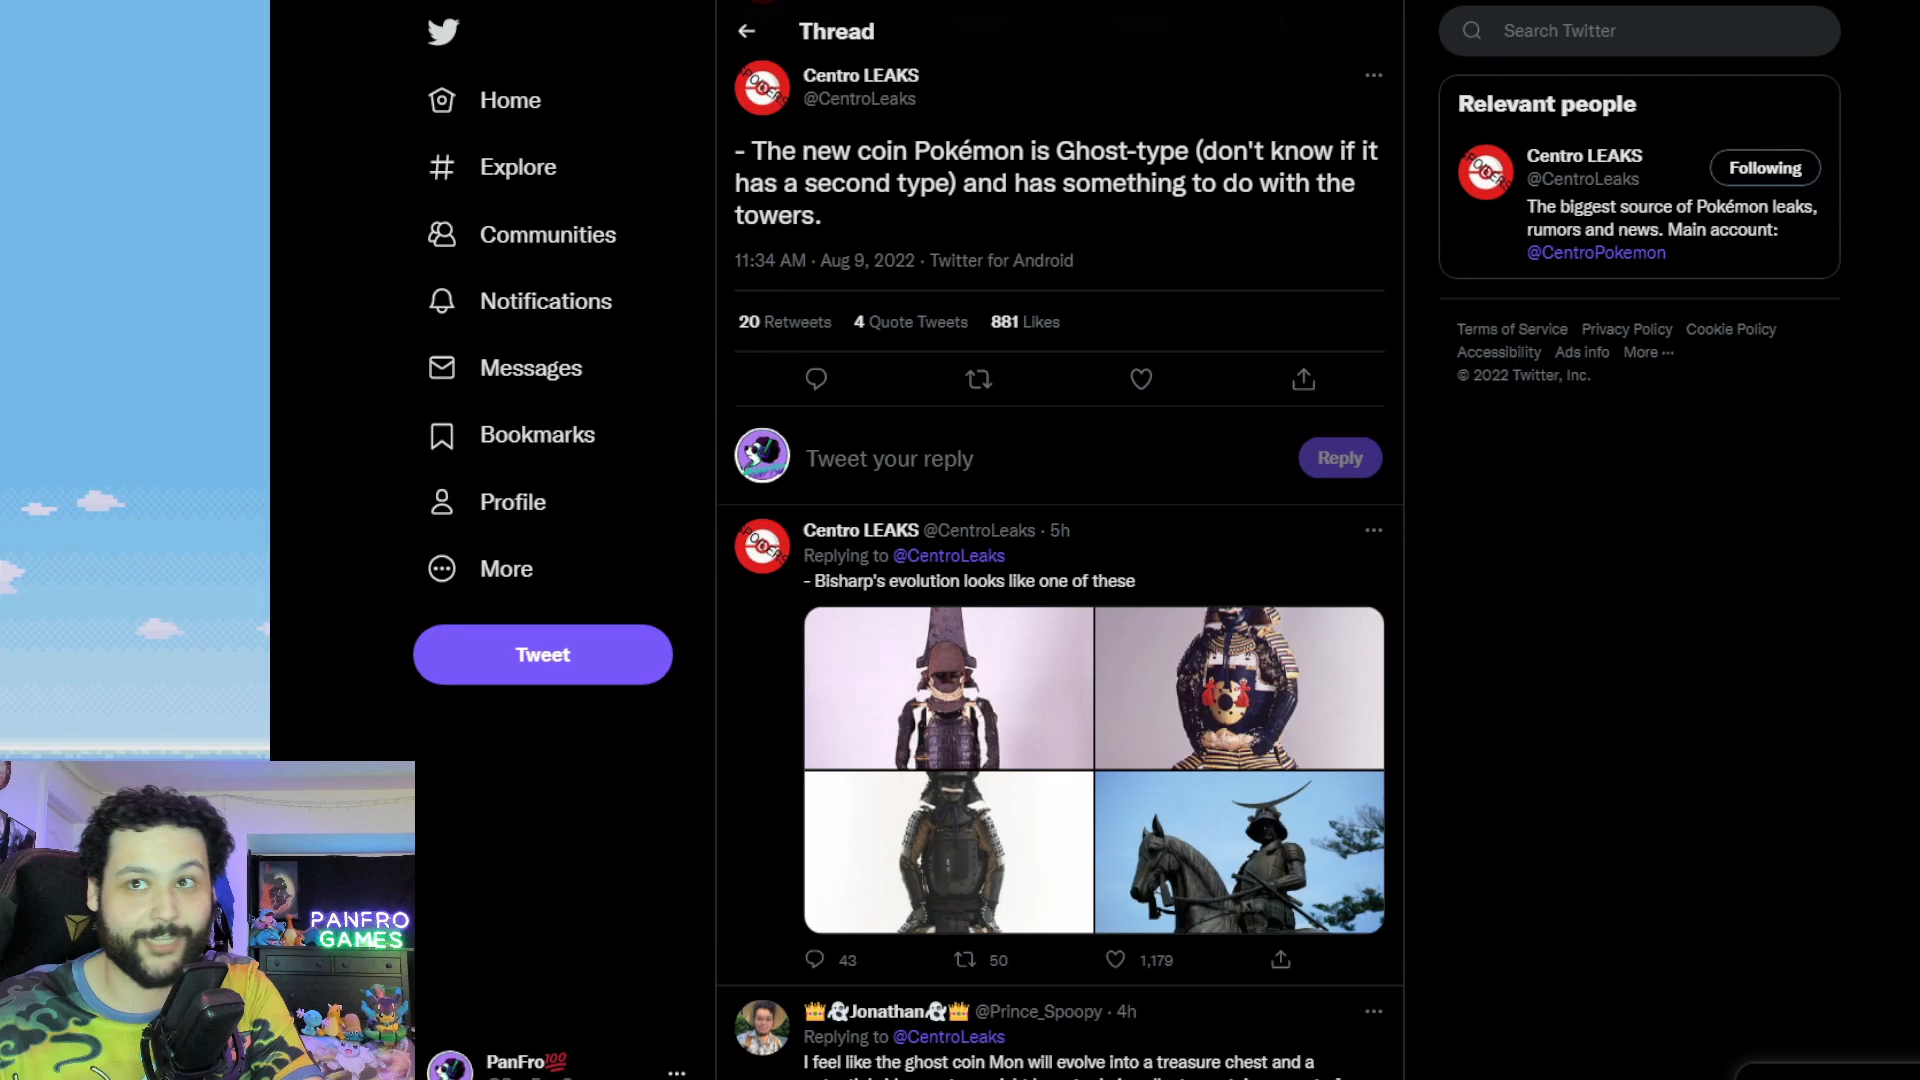 Home
Explore
Communities
Notifications
Messages
Bookmarks
Profile
More
Tweet
PanFro💯
Thread
Centro LEAKS
@CentroLeaks
- The new coin Pokémon is Ghost-type (don't know if it
has a second type) and has something to do with the
towers.
11:34 AM · Aug 9, 2022 · Twitter for Android
20 Retweets 4 Quote Tweets 881 Likes
Tweet your reply
Reply
Centro LEAKS @CentroLeaks · 5h
Replying to @CentroLeaks
- Bisharp's evolution looks like one of these
43 50 1,179
👑👻Jonathan👻👑 @Prince_Spoopy · 4h
Replying to @CentroLeaks
I feel like the ghost coin Mon will evolve into a treasure chest and a
Search Twitter
Relevant people
Centro LEAKS
@CentroLeaks
Following
The biggest source of Pokémon leaks,
rumors and news. Main account:
@CentroPokemon
Terms of Service Privacy Policy Cookie Policy
Accessibility Ads info More ···
© 2022 Twitter, Inc.
PANFRO
GAMES